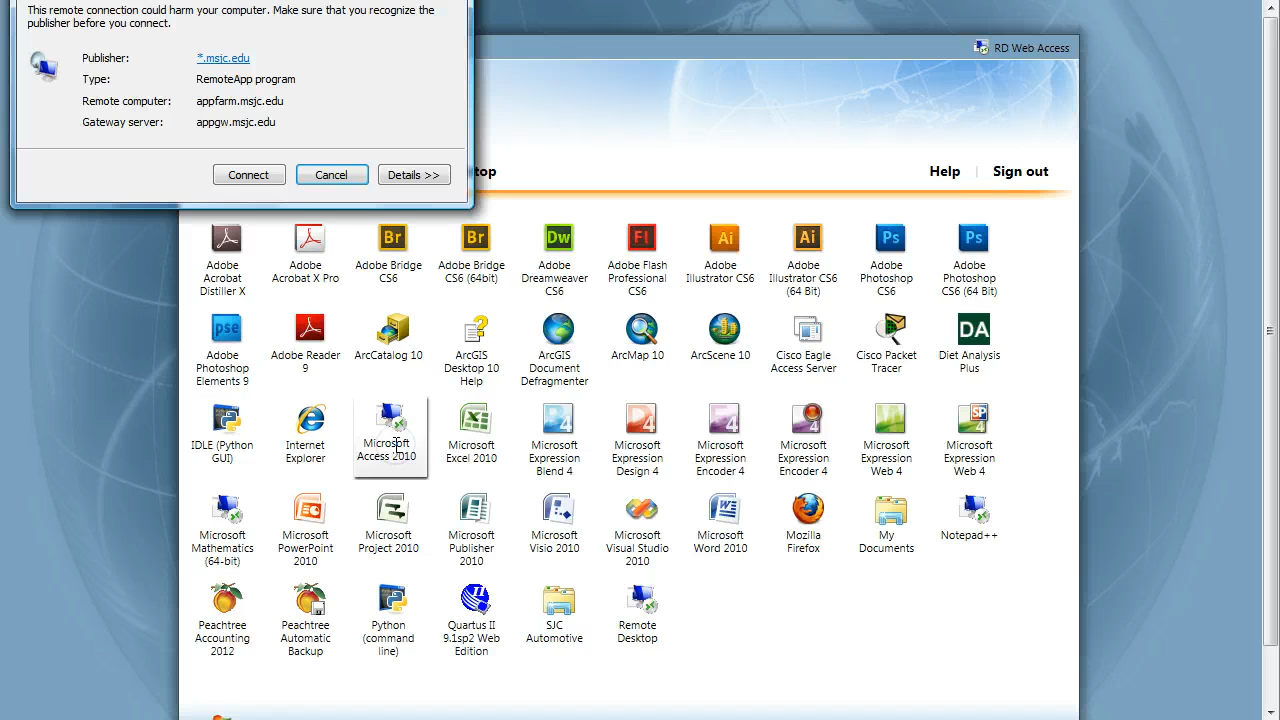 This remote connection could harm your computer. Make sure that you recognize the
publisher before you connect.
Publisher: *.msjc.edu
Type: RemoteApp program
Remote computer: appfarm.msjc.edu
Gateway server: appgw.msjc.edu
Connect Cancel Details >>
RD Web Access
top Help | Sign out
Br Br Dw Fl Ai Ai Ps Ps
Adobe
Acrobat
Distiller X
Adobe
Acrobat X Pro
Adobe Bridge
CS6
Adobe Bridge
CS6 (64bit)
Adobe
Dreamweaver
CS6
Adobe Flash
Professional
CS6
Adobe
Illustrator CS6
Adobe
Illustrator CS6
(64 Bit)
Adobe
Photoshop
CS6
Adobe
Photoshop
CS6 (64 Bit)
pse DA
Adobe
Photoshop
Elements 9
Adobe Reader
9
ArcCatalog 10
ArcGIS
Desktop 10
Help
ArcGIS
Document
Defragmenter
ArcMap 10
ArcScene 10
Cisco Eagle
Access Server
Cisco Packet
Tracer
Diet Analysis
Plus
IDLE (Python
GUI)
Internet
Explorer
Microsoft
Access 2010
Microsoft
Excel 2010
Microsoft
Expression
Blend 4
Microsoft
Expression
Design 4
Microsoft
Expression
Encoder 4
Microsoft
Expression
Encoder 4
Microsoft
Expression
Web 4
Microsoft
Expression
Web 4
Microsoft
Mathematics
(64-bit)
Microsoft
PowerPoint
2010
Microsoft
Project 2010
Microsoft
Publisher
2010
Microsoft
Visio 2010
Microsoft
Visual Studio
2010
Microsoft
Word 2010
Mozilla
Firefox
My
Documents
Notepad++
Peachtree
Accounting
2012
Peachtree
Automatic
Backup
Python
(command
line)
Quartus II
9.1sp2 Web
Edition
SJC
Automotive
Remote
Desktop